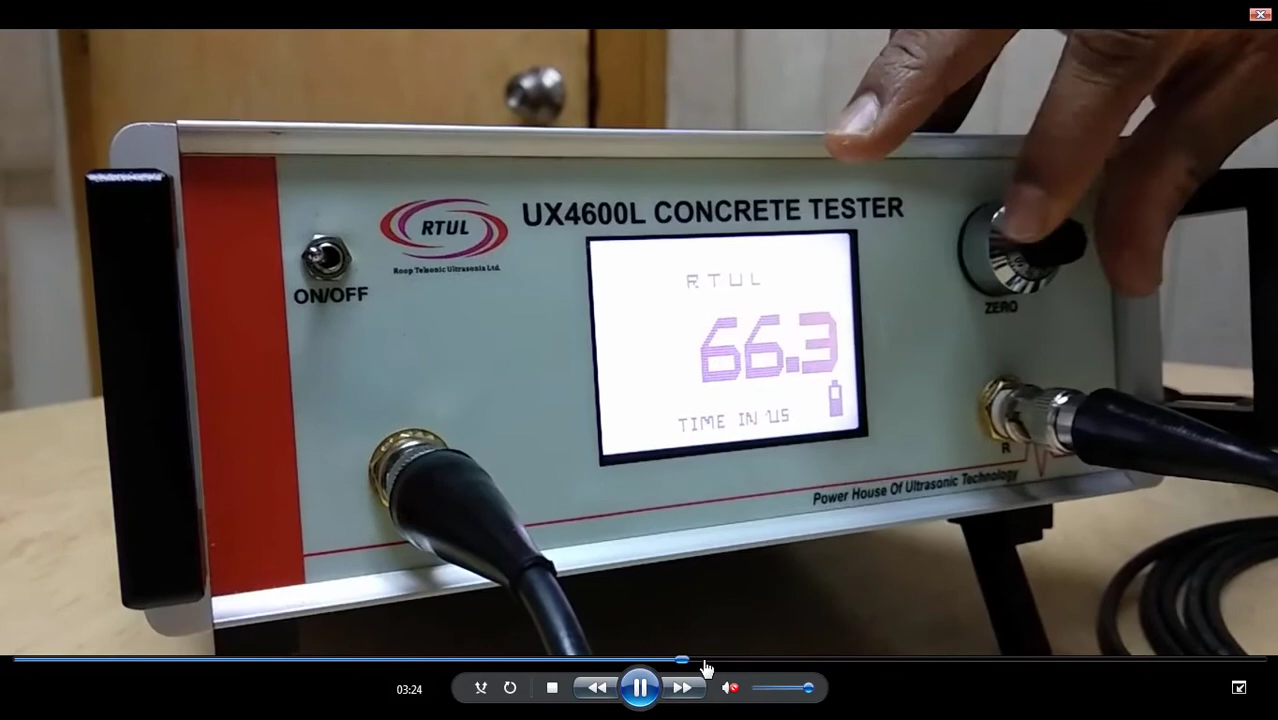 UX4600L CONCRETE TESTER
RTUL
Roop Telsonic Ultrasonix Ltd.
ON/OFF
RTUL
66.3
TIME IN US
ZERO
R
Power House Of Ultrasonic Technology
03:24